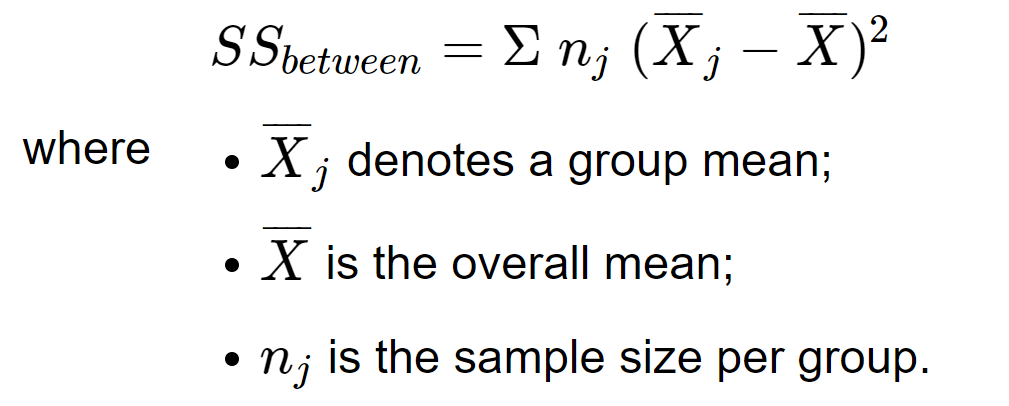 SS_between = Σ n_j (X̅_j − X̅)²
where
• X̅_j denotes a group mean;
• X̅ is the overall mean;
• n_j is the sample size per group.